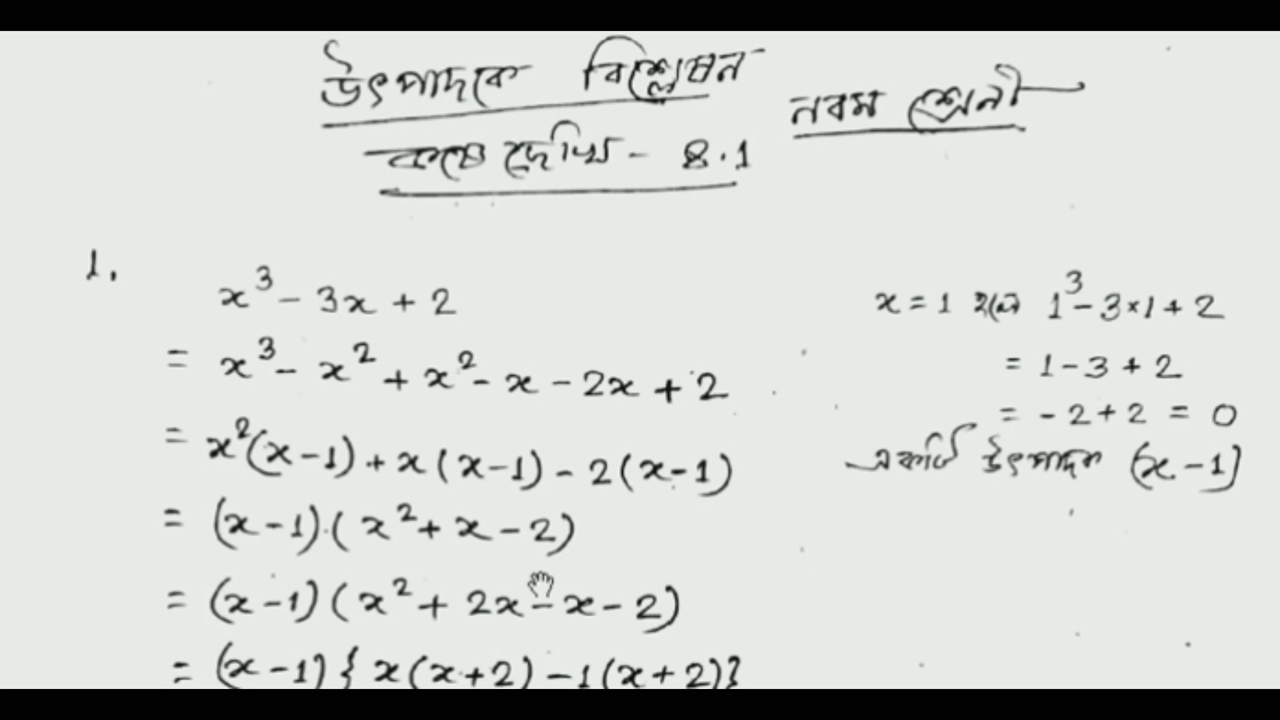 উৎপাদকে বিশ্লেষন
নবম শ্রেনী
কষে দেখি - 8.1
1.
x³ - 3x + 2
= x³ - x² + x² - x - 2x + 2
= x²(x-1) + x(x-1) - 2(x-1)
= (x-1)(x² + x - 2)
= (x-1)(x² + 2x - x - 2)
= (x-1){x(x+2) - 1(x+2)}
x = 1 হলে 1³ - 3×1 + 2
= 1 - 3 + 2
= -2 + 2 = 0
একটি উৎপাদক (x-1)